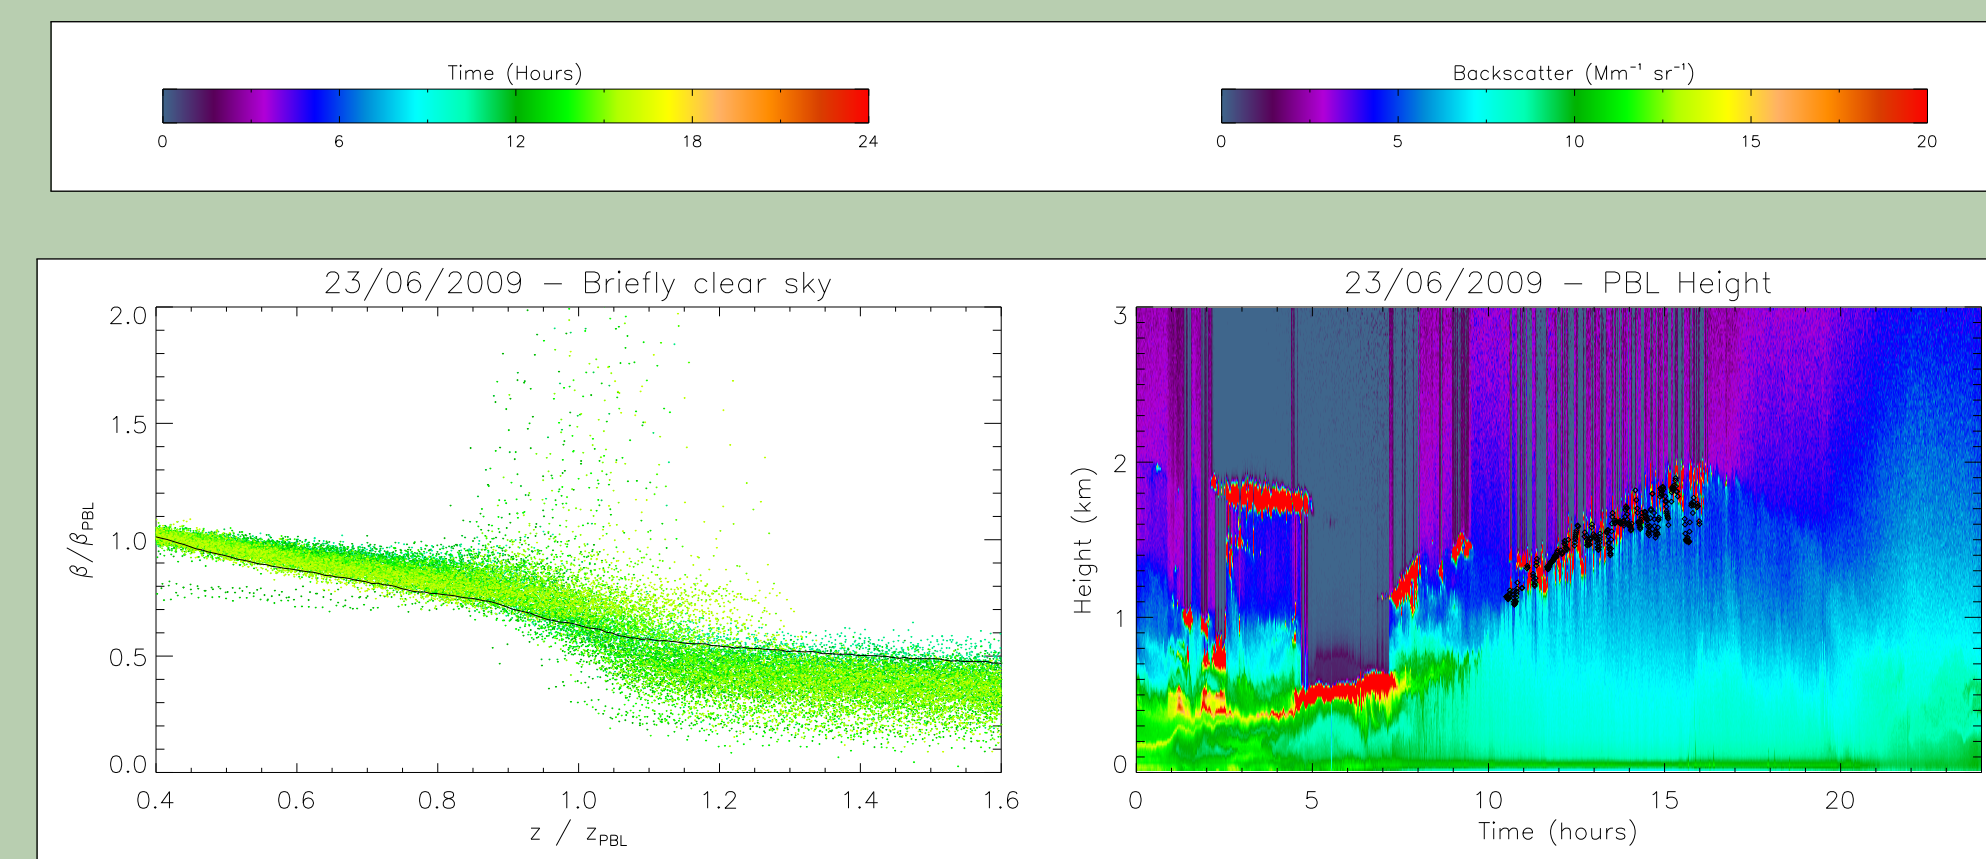 Time (Hours)
0 6 12 18 24
Backscatter (Mm⁻¹ sr⁻¹)
0 5 10 15 20
23/06/2009 – Briefly clear sky
2.0
1.5
1.0
0.5
0.0
β/β_PBL
0.4 0.6 0.8 1.0 1.2 1.4 1.6
z / z_PBL
23/06/2009 – PBL Height
3
2
1
0
Height (km)
0 5 10 15 20
Time (hours)